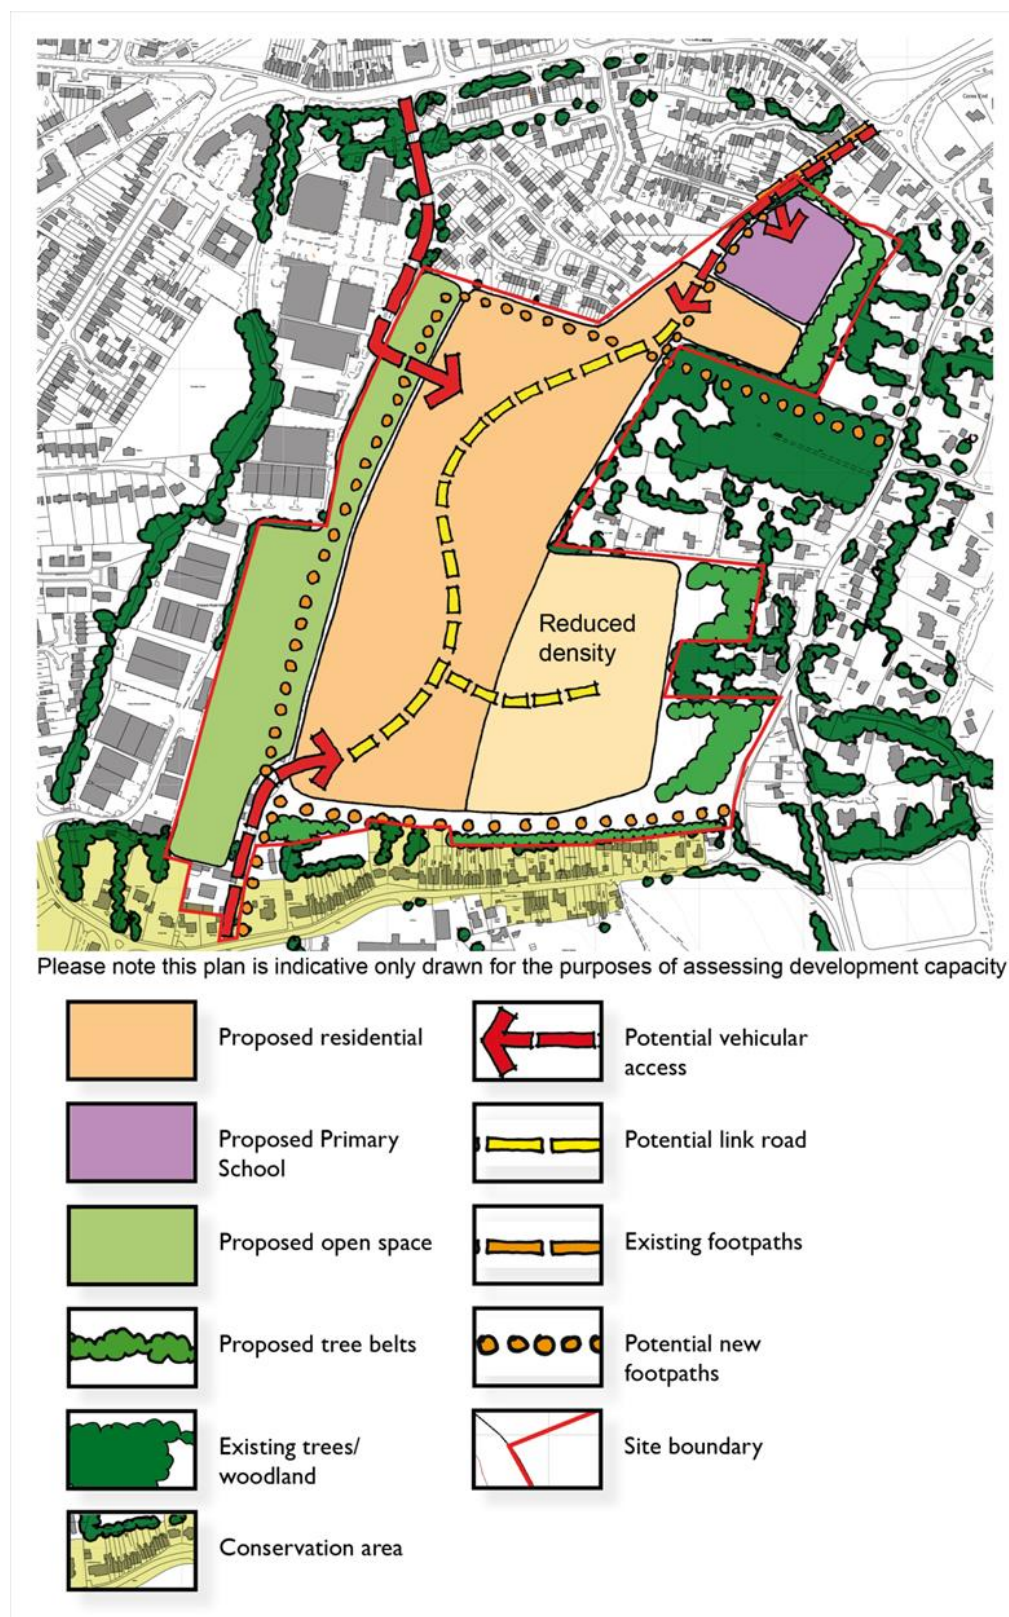 Cores End
Reduced
density
Please note this plan is indicative only drawn for the purposes of assessing development capacity
Proposed residential
Potential vehicular
access
Proposed Primary
School
Potential link road
Proposed open space
Existing footpaths
Proposed tree belts
Potential new
footpaths
Existing trees/
woodland
Site boundary
Conservation area